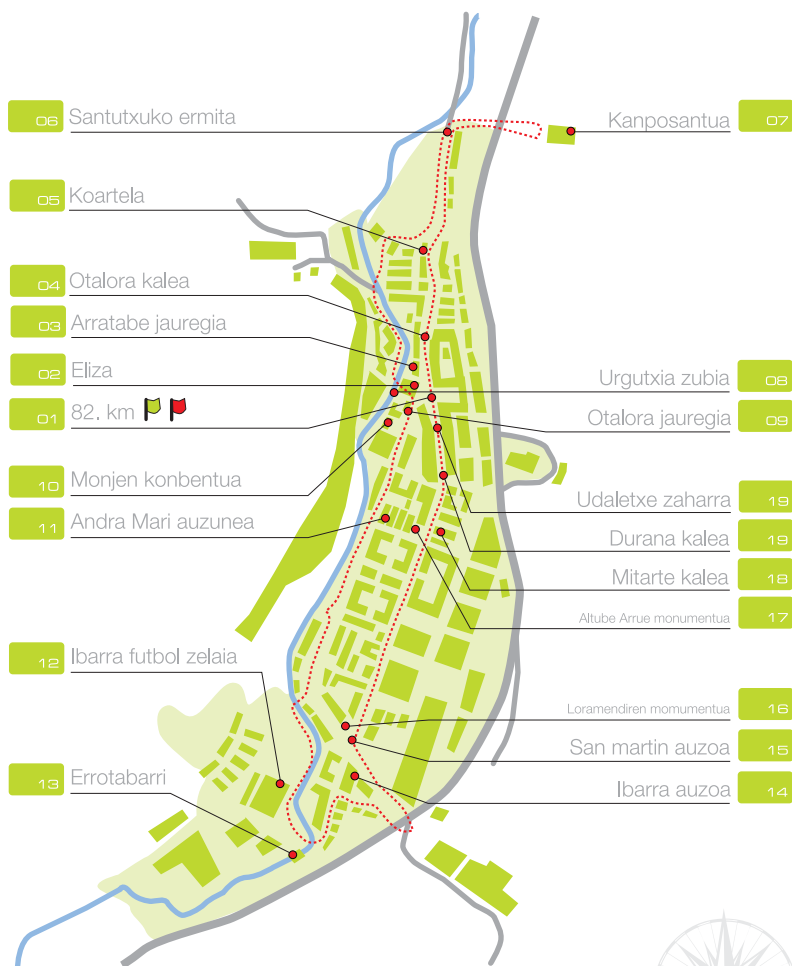 06 Santutxuko ermita
Kanposantua 07
05 Koartela
04 Otalora kalea
03 Arratabe jauregia
02 Eliza
01 82. km
Urgutxia zubia 08
Otalora jauregia 09
10 Monjen konbentua
11 Andra Mari auzunea
Udaletxe zaharra 19
Durana kalea 19
Mitarte kalea 18
Altube Arrue monumentua 17
12 Ibarra futbol zelaia
13 Errotabarri
Loramendiren momumentua 16
San martin auzoa 15
Ibarra auzoa 14